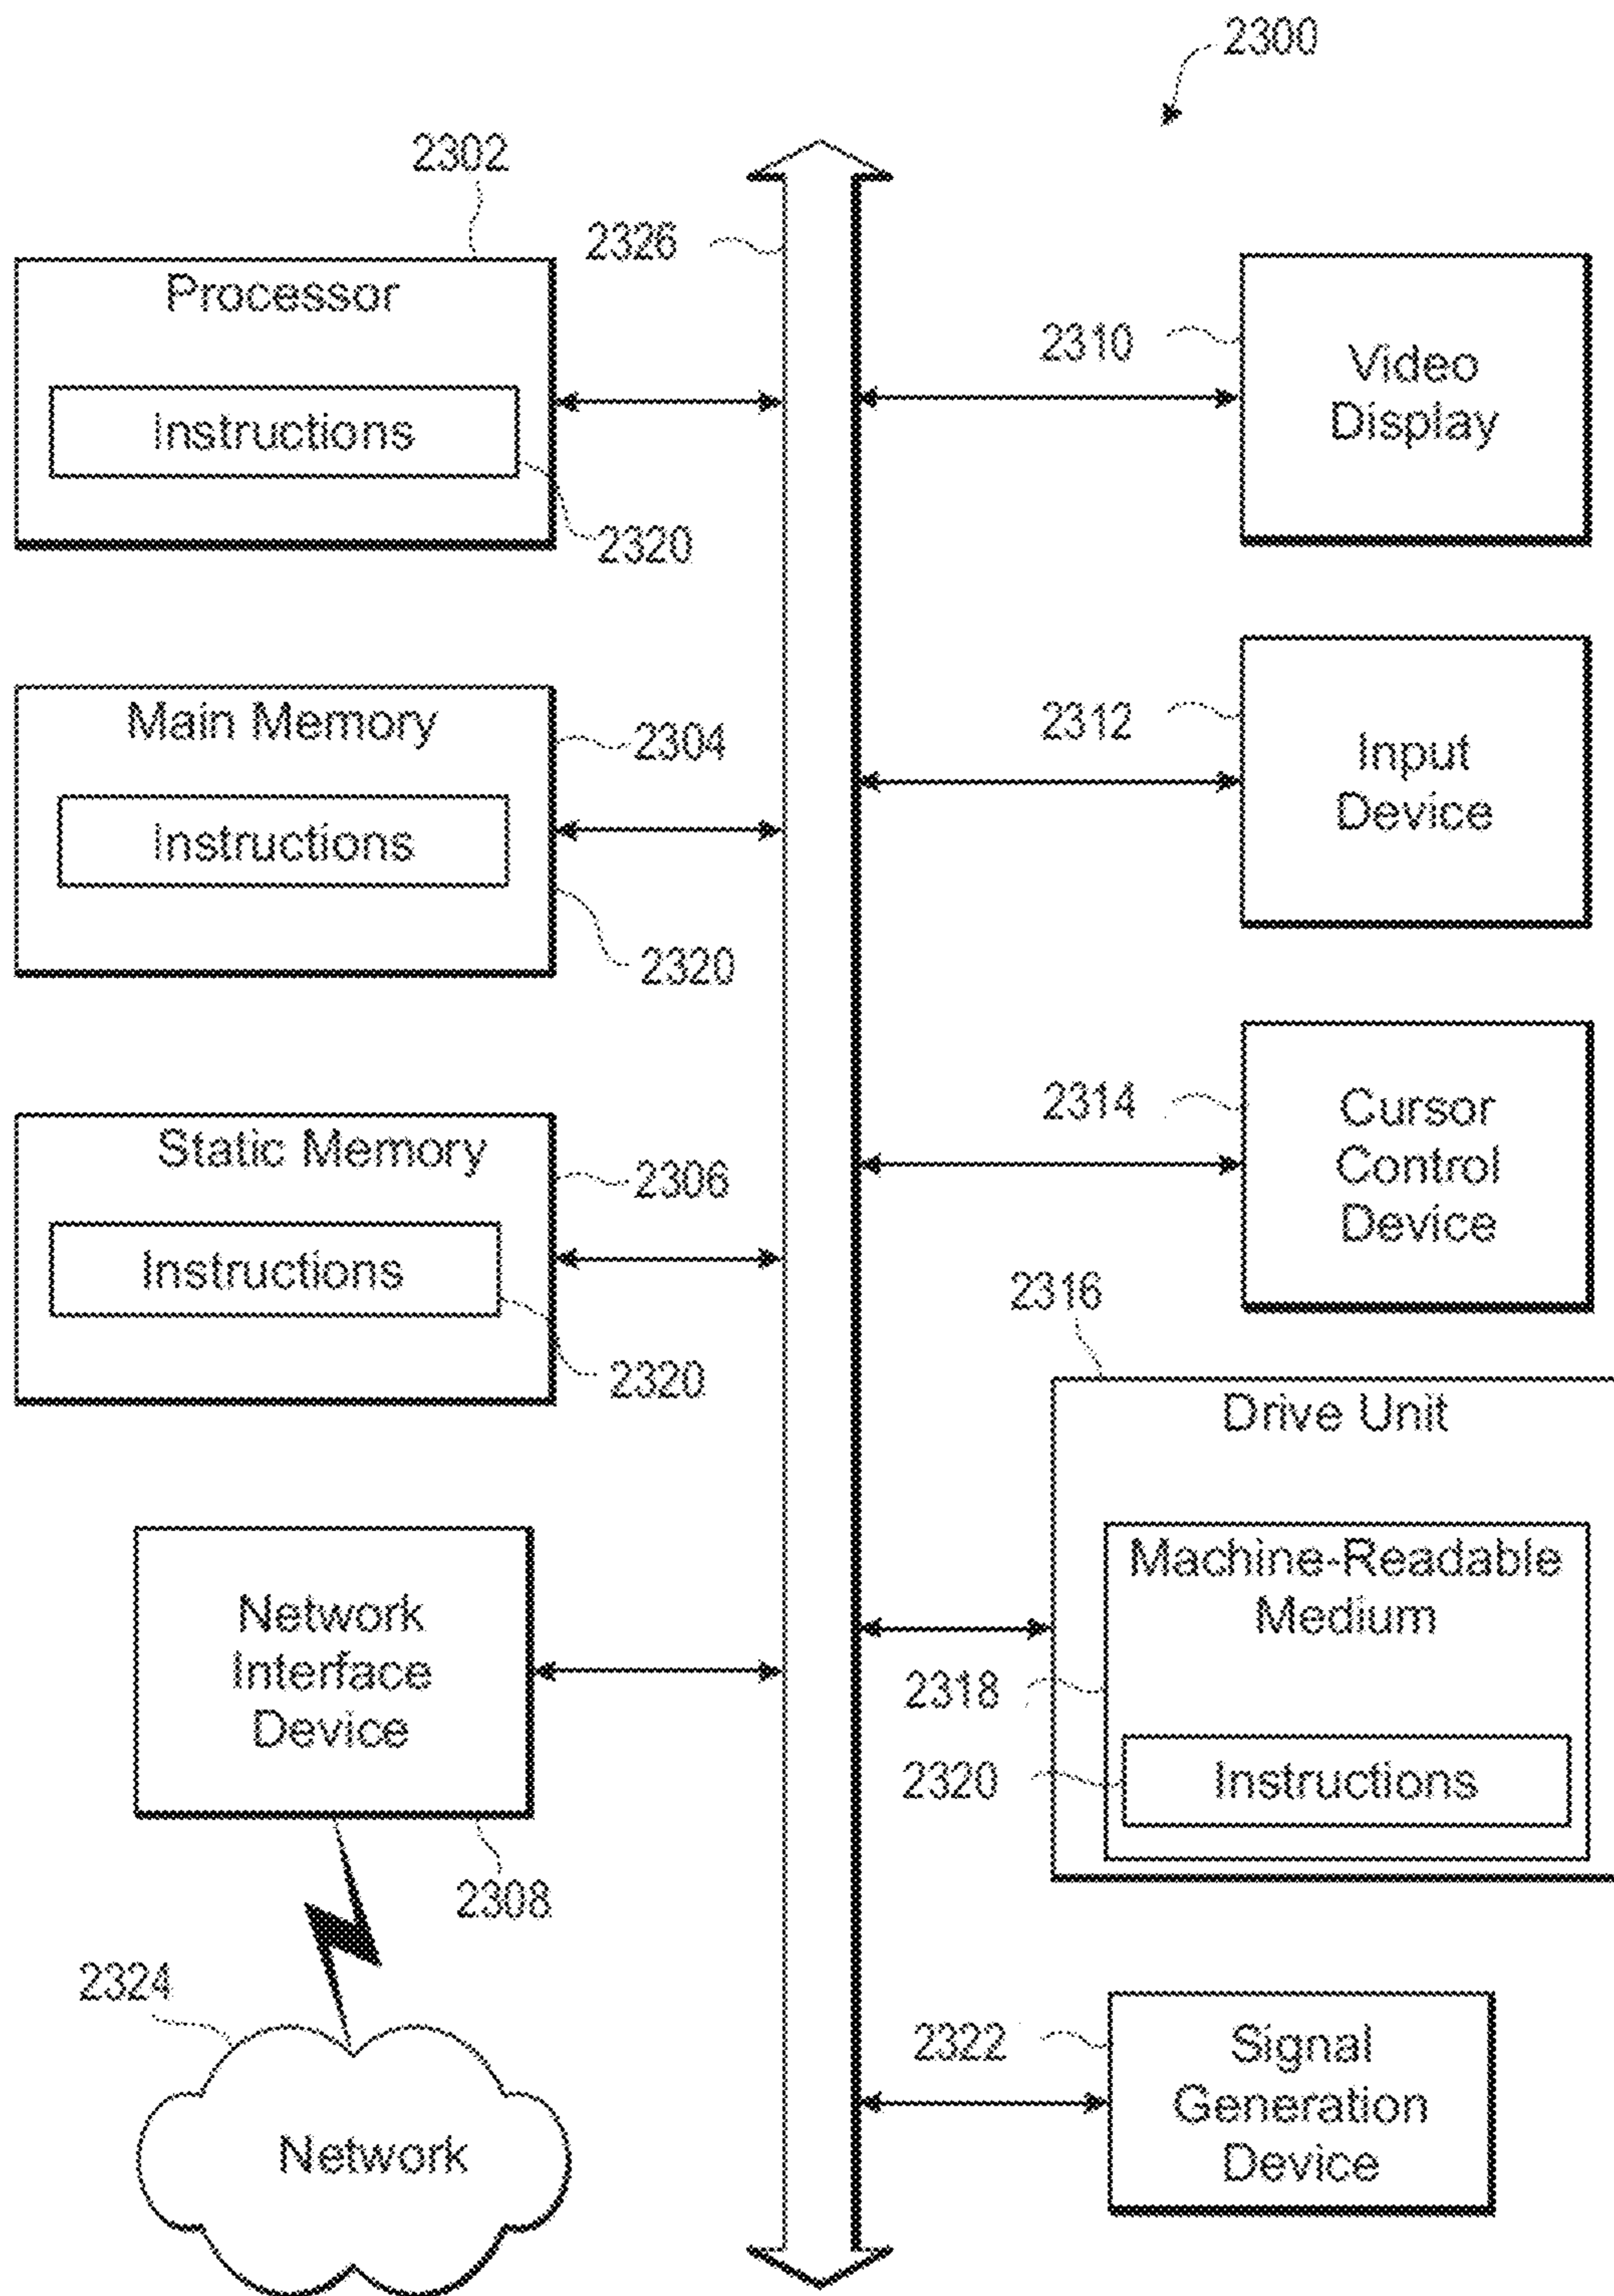 2300
2302
Processor
Instructions
2320
2326
2310
Video
Display
Main Memory
2304
Instructions
2320
2312
Input
Device
Static Memory
2306
Instructions
2320
2314
Cursor
Control
Device
2316
Drive Unit
Machine-Readable
Medium
2318
2320
Instructions
Network
Interface
Device
2308
2324
Network
2322
Signal
Generation
Device